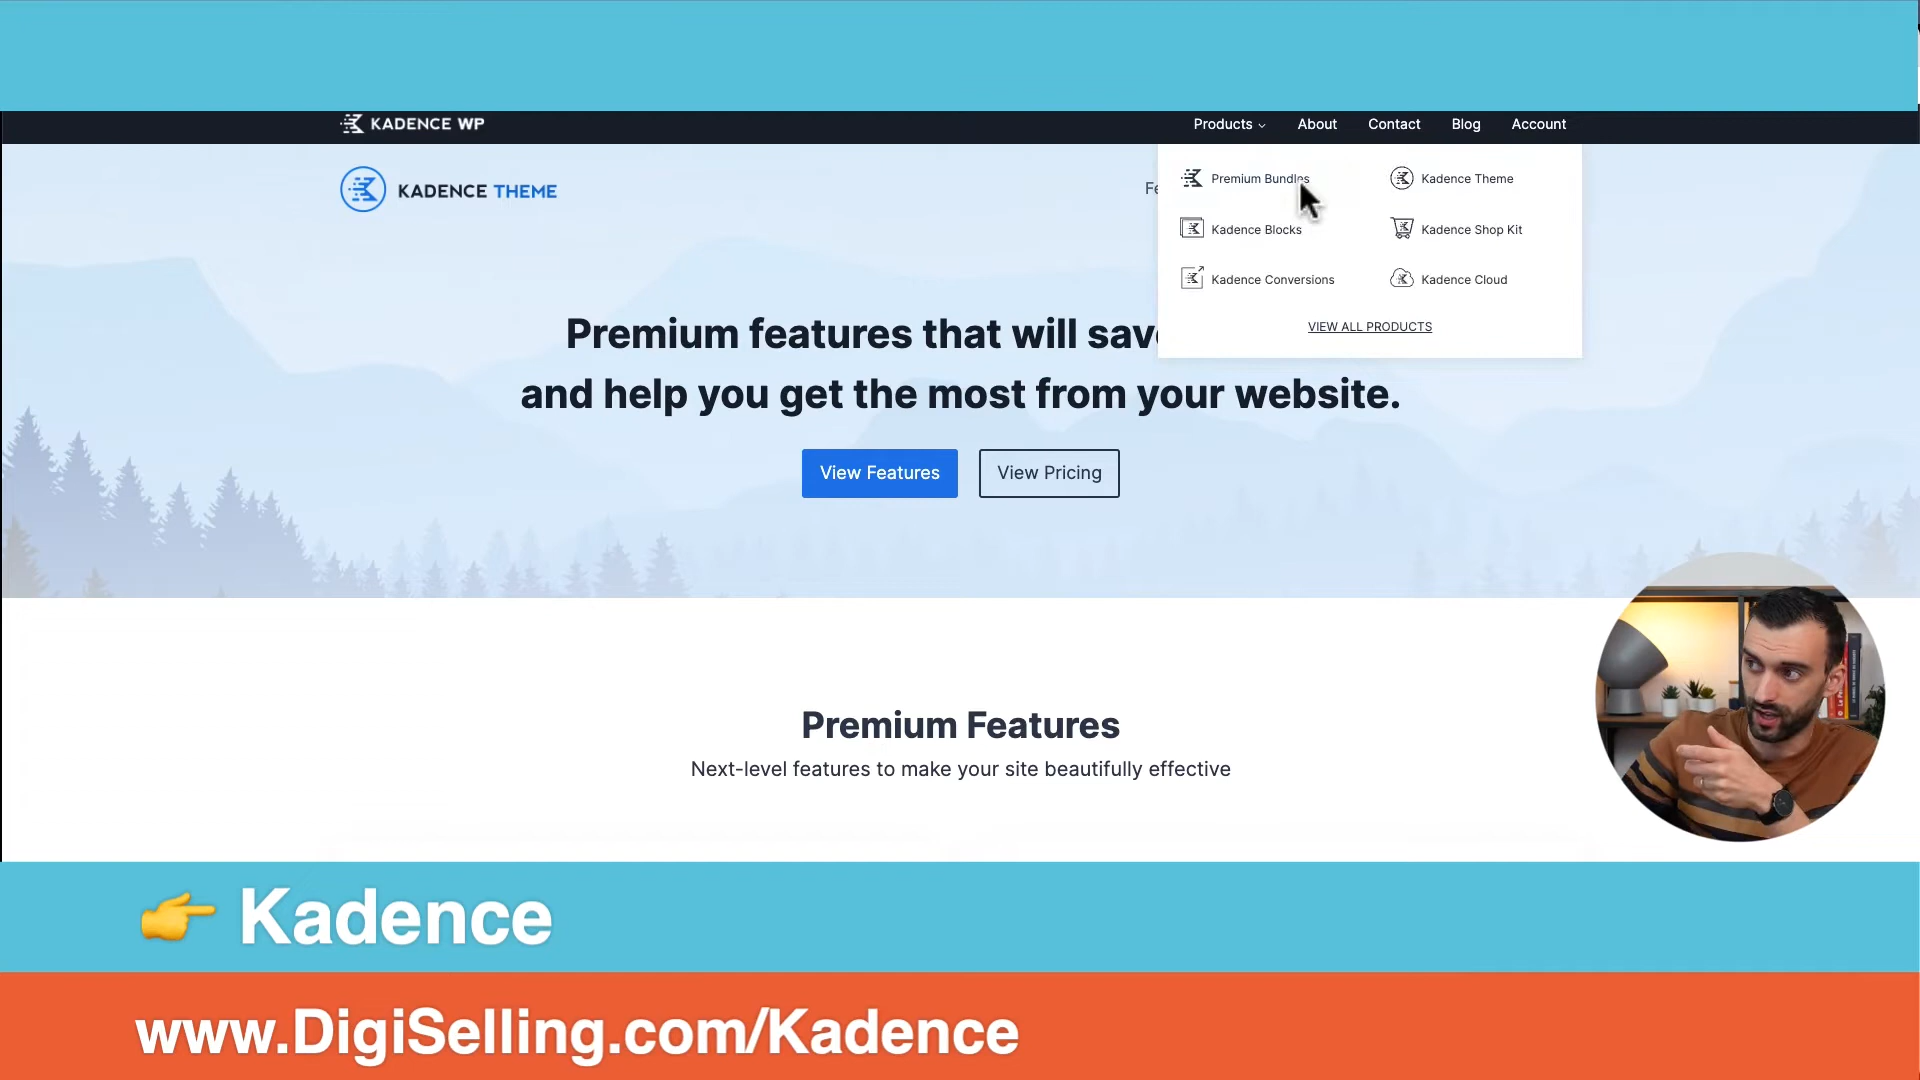 KADENCE WP
Products
About
Contact
Blog
Account
KADENCE THEME
Fe
Premium Bundles
Kadence Theme
Kadence Blocks
Kadence Shop Kit
Kadence Conversions
Kadence Cloud
VIEW ALL PRODUCTS
Premium features that will sav
and help you get the most from your website.
View Features
View Pricing
Premium Features
Next-level features to make your site beautifully effective
👉 Kadence
www.DigiSelling.com/Kadence